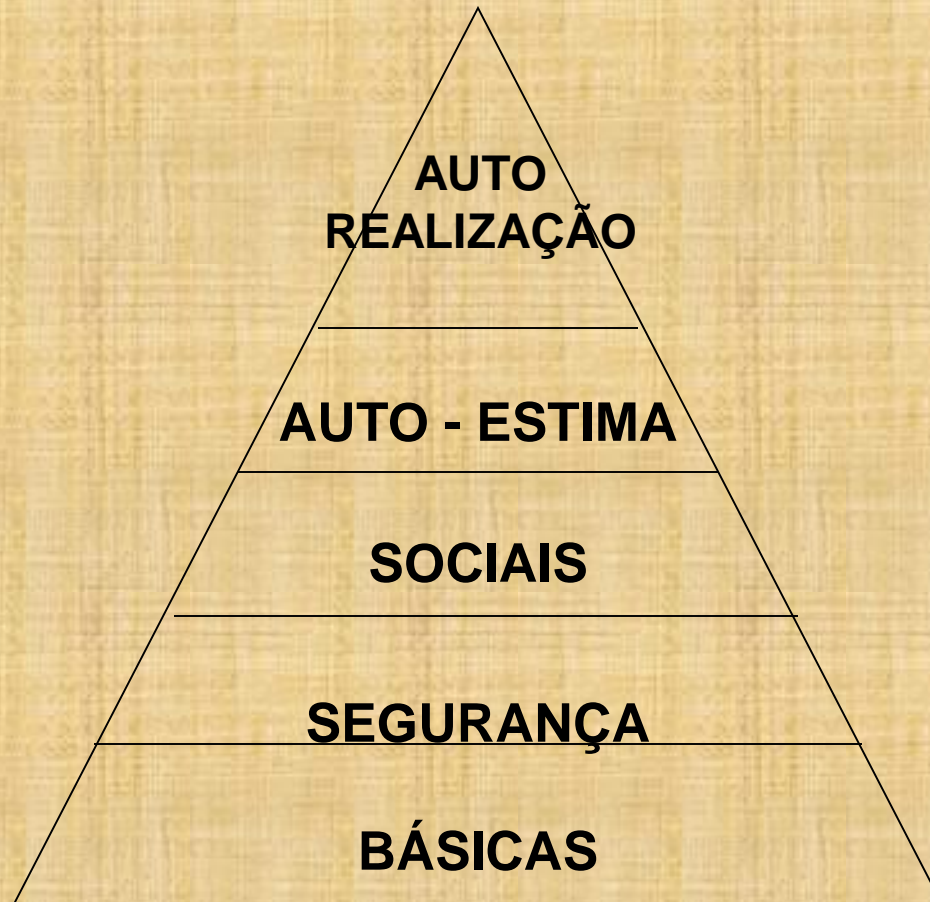 AUTO
REALIZAÇÃO
AUTO - ESTIMA
SOCIAIS
SEGURANÇA
BÁSICAS